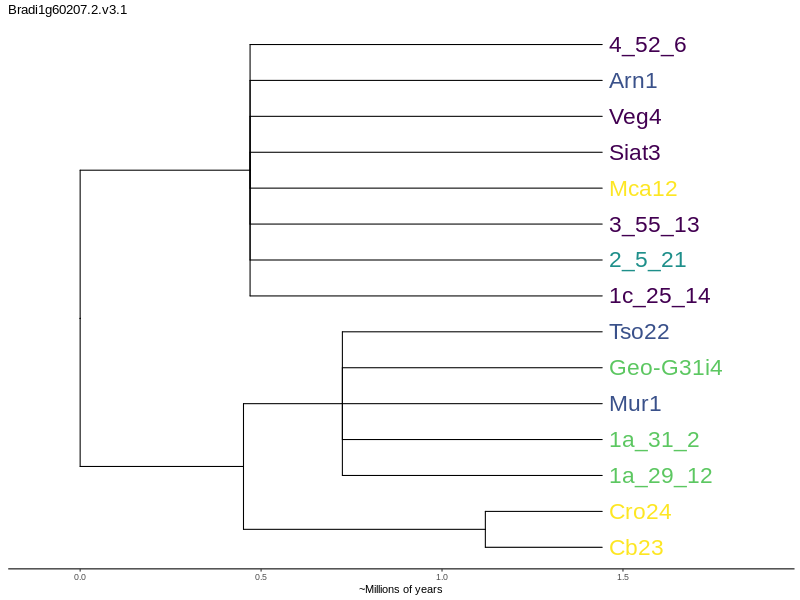 Bradi1g60207.2.v3.1
4_52_6
Arn1
Veg4
Siat3
Mca12
3_55_13
2_5_21
1c_25_14
Tso22
Geo-G31i4
Mur1
1a_31_2
1a_29_12
Cro24
Cb23
0.0 0.5 1.0 1.5
~Millions of years